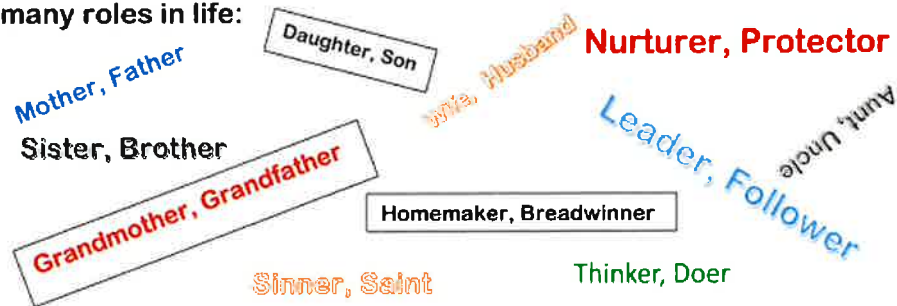 many roles in life:
Daughter, Son
Wife, Husband
Nurturer, Protector
Mother, Father
Aunt, Uncle
Leader, Follower
Sister, Brother
Grandmother, Grandfather
Homemaker, Breadwinner
Sinner, Saint
Thinker, Doer